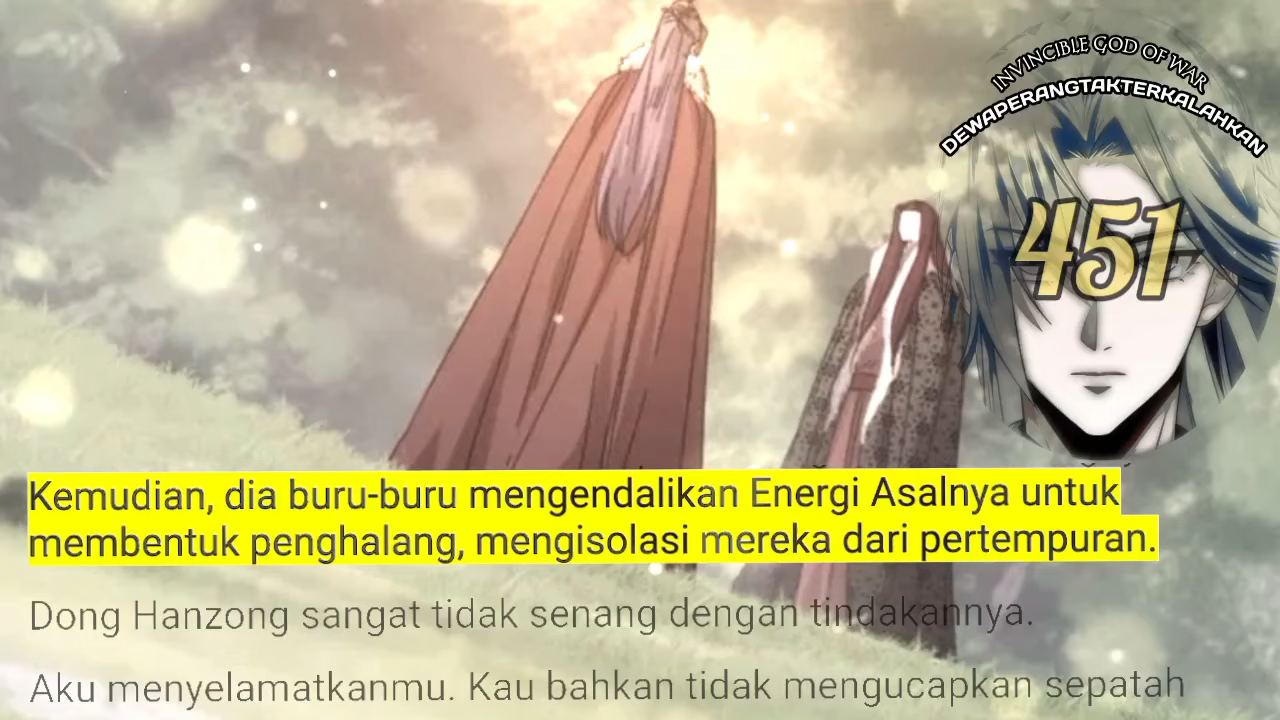 INVINCIBLE GOD OF WAR
DEWAPERANGTAKTERKALAHKAN
451
Kemudian, dia buru-buru mengendalikan Energi Asalnya untuk
membentuk penghalang, mengisolasi mereka dari pertempuran.
Dong Hanzong sangat tidak senang dengan tindakannya.
Aku menyelamatkanmu. Kau bahkan tidak mengucapkan sepatah